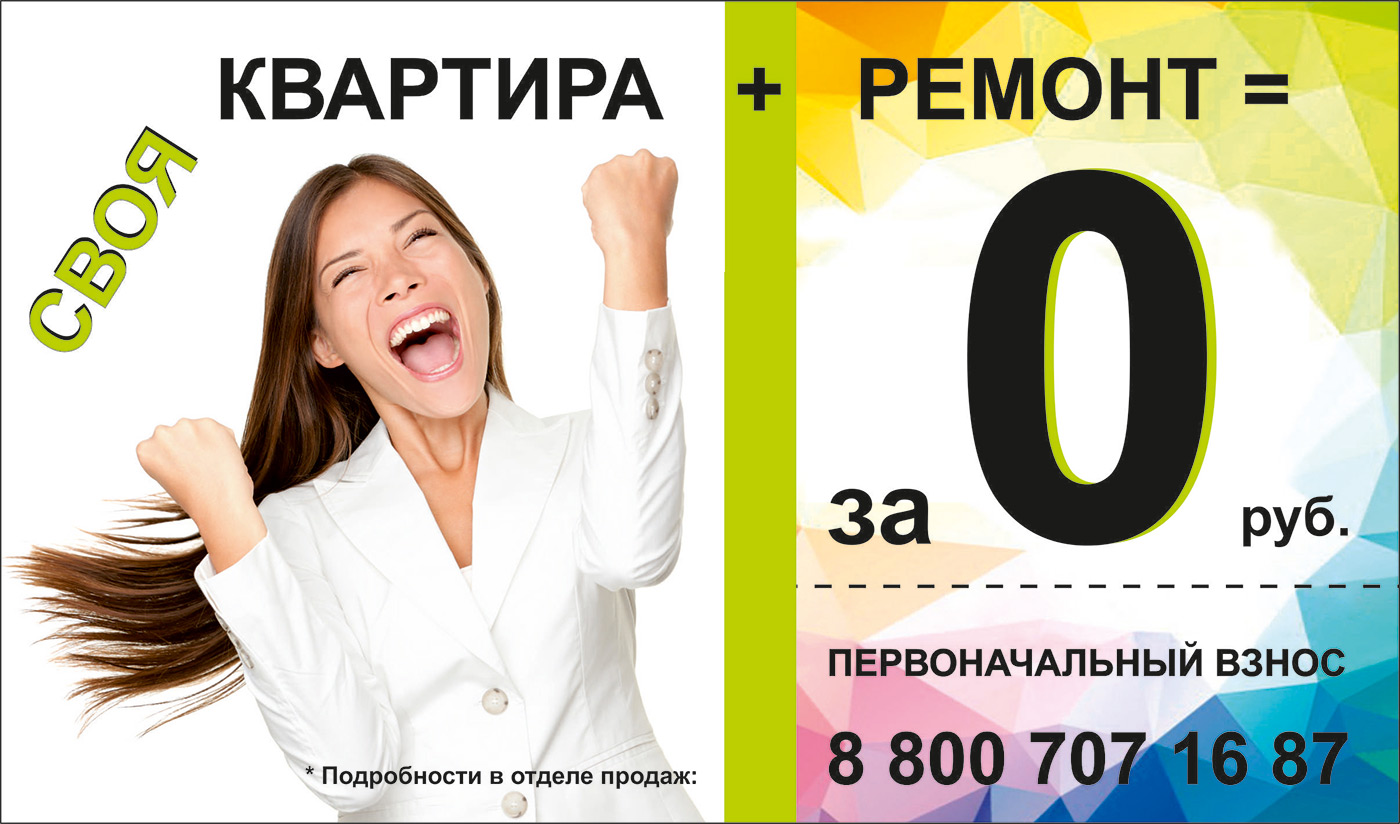 СВОЯ
КВАРТИРА + РЕМОНТ =
за 0 руб.
ПЕРВОНАЧАЛЬНЫЙ ВЗНОС
* Подробности в отделе продаж:
8 800 707 16 87